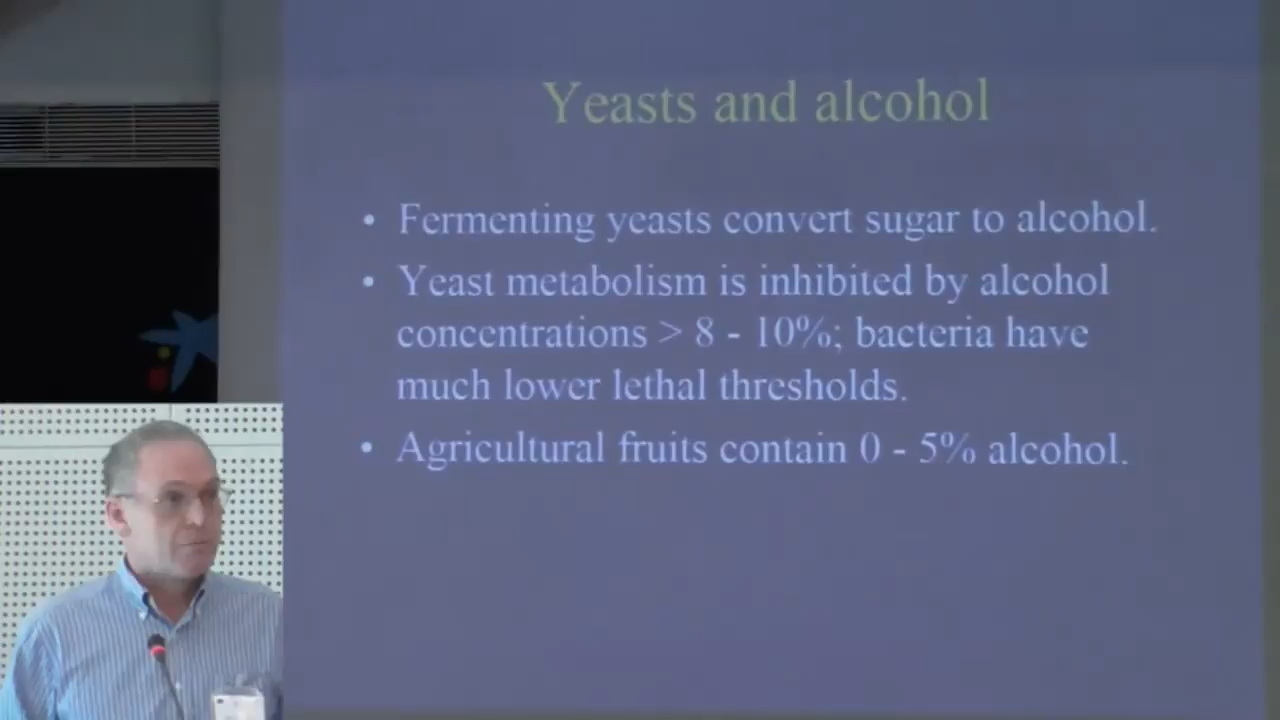 Yeasts and alcohol
• Fermenting yeasts convert sugar to alcohol.
• Yeast metabolism is inhibited by alcohol
concentrations > 8 - 10%; bacteria have
much lower lethal thresholds.
• Agricultural fruits contain 0 - 5% alcohol.